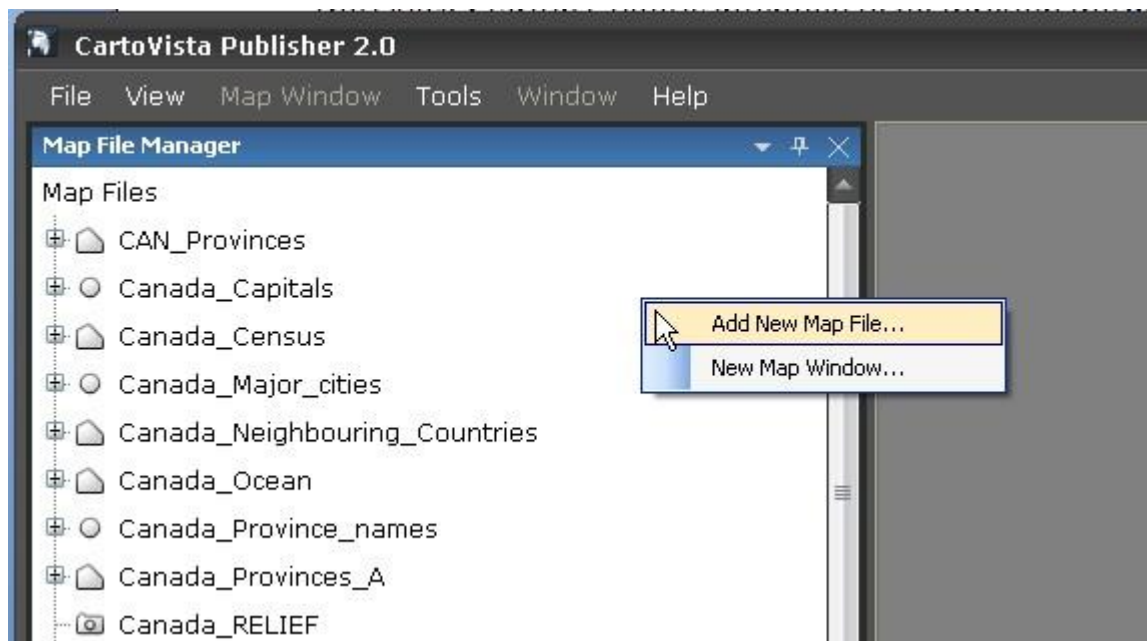 CartoVista Publisher 2.0
File View Map Window Tools Window Help
Map File Manager
Map Files
CAN_Provinces
Canada_Capitals
Canada_Census
Canada_Major_cities
Canada_Neighbouring_Countries
Canada_Ocean
Canada_Province_names
Canada_Provinces_A
Canada_RELIEF
Add New Map File...
New Map Window...